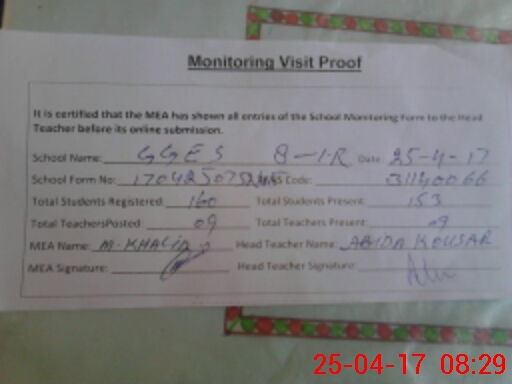 Monitoring Visit Proof
It is certified that the MEA has shown all entries of the School Monitoring Form to the Head
Teacher before its online submission.
School Name: GGES 8-1-R Date 25-4-17
School Form No: Code: 31140066
Total Students Registered: 160 Total Students Present: 153
Total TeachersPosted: 09 Total Teachers Present: 09
MEA Name: M. KHALID Head Teacher Name: ABIDA KOUSAR
MEA Signature: Head Teacher Signature:
25-04-17 08:29